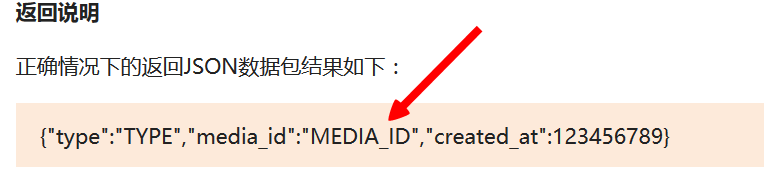 返回说明
正确情况下的返回JSON数据包结果如下：
{"type":"TYPE","media_id":"MEDIA_ID","created_at":123456789}